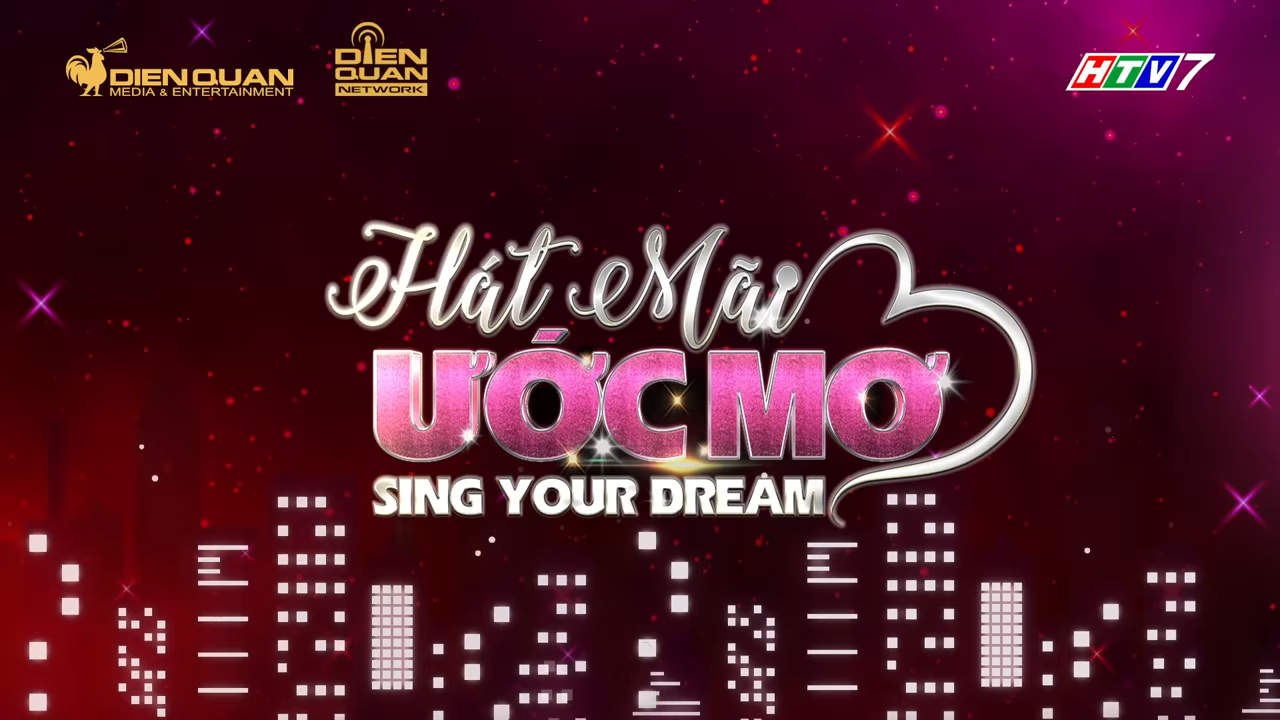 DIEN QUAN
MEDIA & ENTERTAINMENT
DIEN
QUAN
NETWORK
HTV7
Hát Mãi
ƯỚC MƠ
SING YOUR DREAM